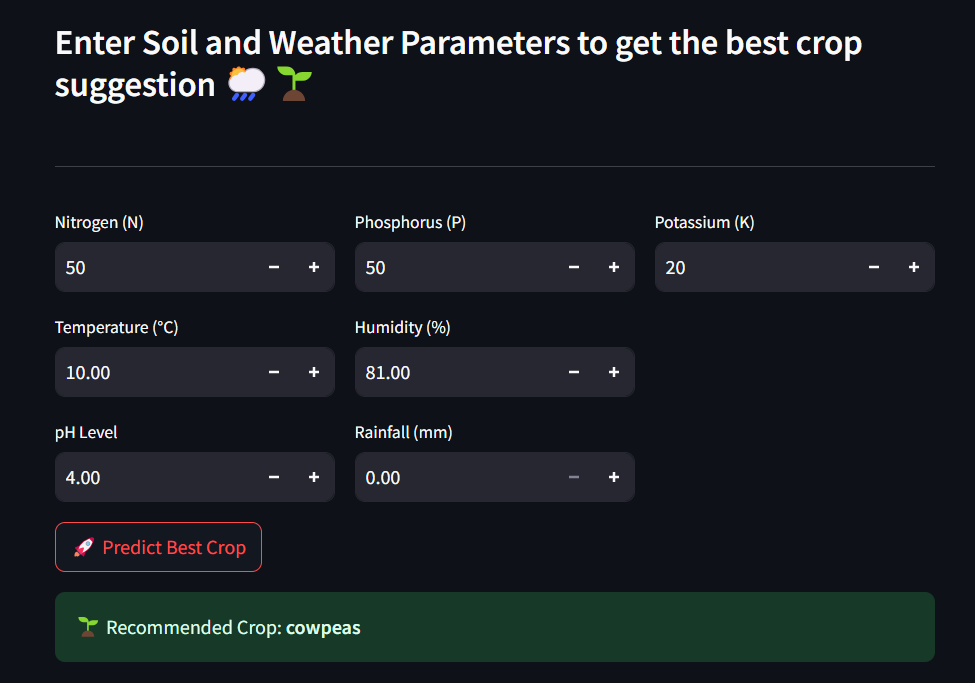 Enter Soil and Weather Parameters to get the best crop
suggestion 🌦️ 🌱
Nitrogen (N)
Phosphorus (P)
Potassium (K)
50
50
20
Temperature (°C)
Humidity (%)
10.00
81.00
pH Level
Rainfall (mm)
4.00
0.00
🚀 Predict Best Crop
🌱 Recommended Crop: cowpeas